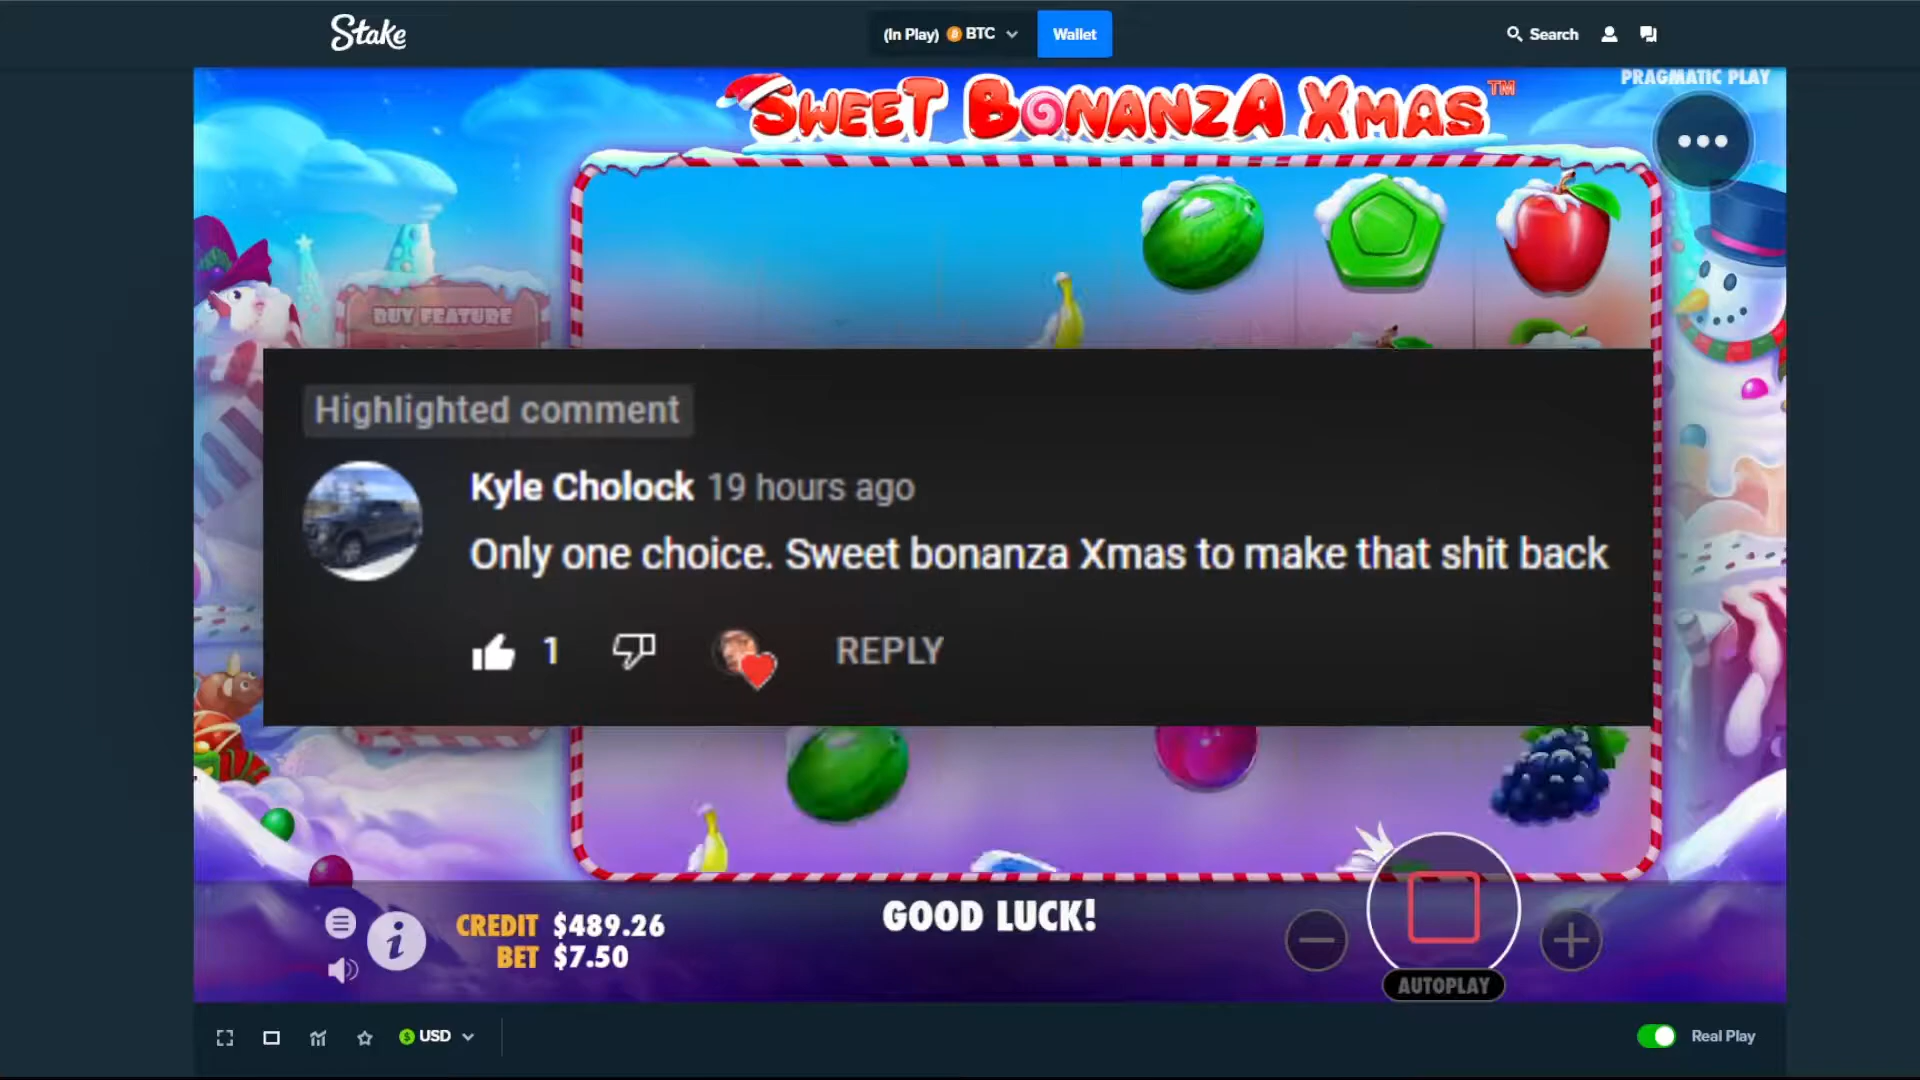 Stake
(In Play) BTC
Wallet
Search
PRAGMATIC PLAY
SWEET BONANZA XMAS™
BUY FEATURE
Highlighted comment
Kyle Cholock 19 hours ago
Only one choice. Sweet bonanza Xmas to make that shit back
1
REPLY
CREDIT $489.26
BET $7.50
GOOD LUCK!
AUTOPLAY
USD
Real Play